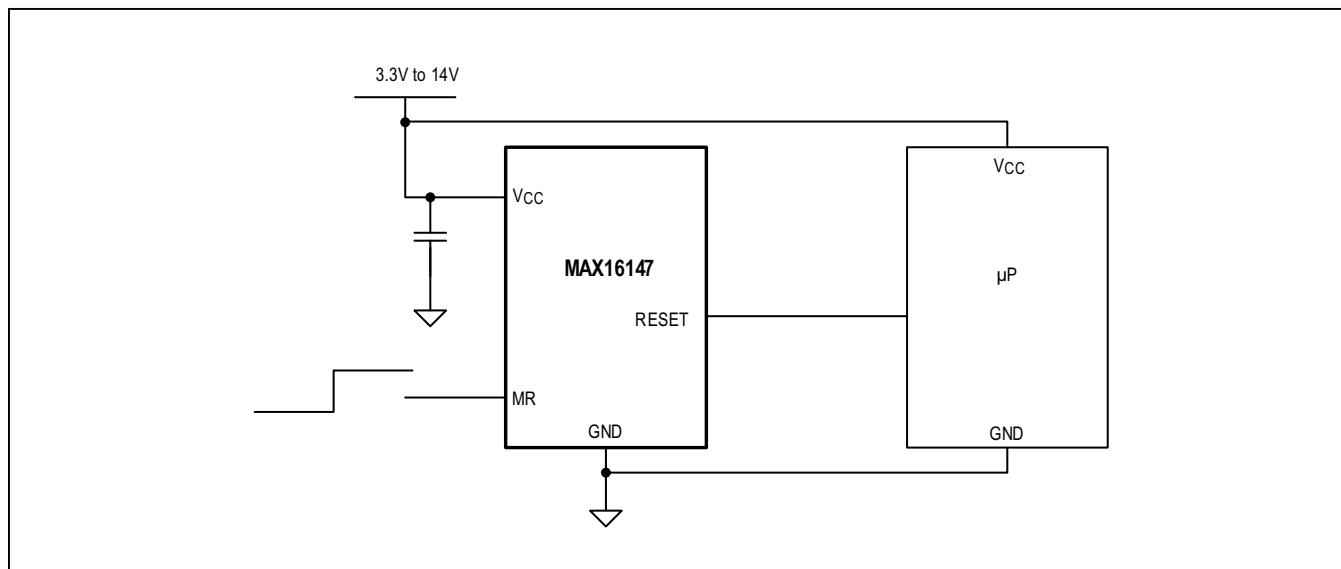 3.3V to 14V
VCC
VCC
MAX16147
µP
RESET
MR
GND
GND